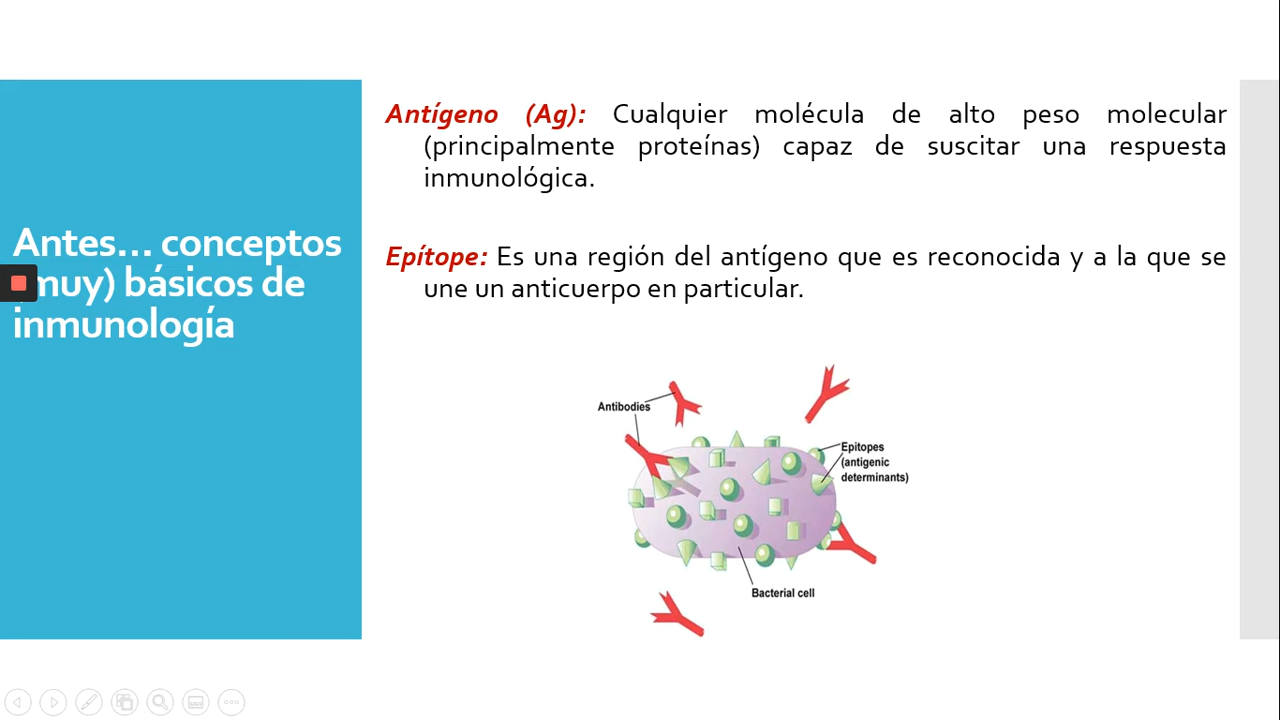 Antes... conceptos
(muy) básicos de
inmunología
Antígeno (Ag): Cualquier molécula de alto peso molecular
(principalmente proteínas) capaz de suscitar una respuesta
inmunológica.
Epítope: Es una región del antígeno que es reconocida y a la que se
une un anticuerpo en particular.
Antibodies
Epitopes
(antigenic
determinants)
Bacterial cell